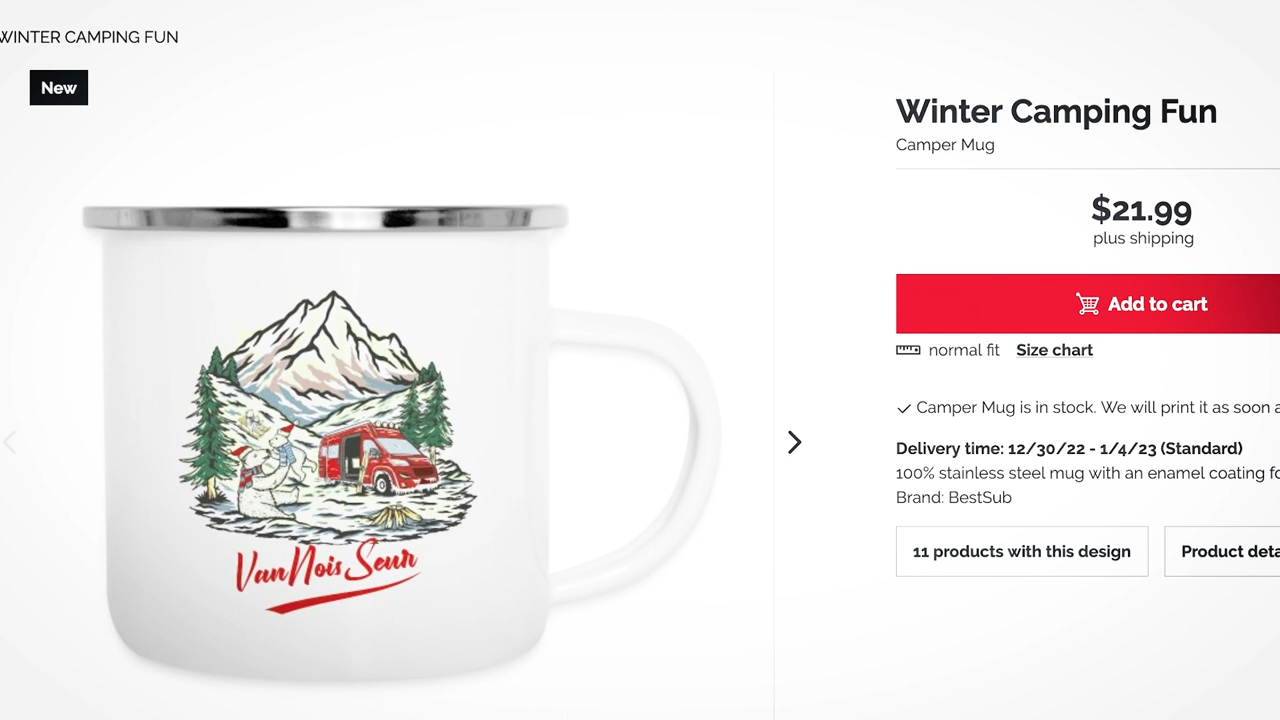 WINTER CAMPING FUN
New
Winter Camping Fun
Camper Mug
$21.99
plus shipping
Add to cart
normal fit Size chart
Camper Mug is in stock. We will print it as soon a
Delivery time: 12/30/22 - 1/4/23 (Standard)
100% stainless steel mug with an enamel coating fo
Brand: BestSub
11 products with this design
Product deta
VanNois Seur